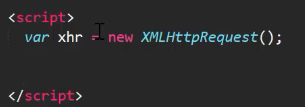 <script>
var xhr = new XMLHttpRequest();
</script>